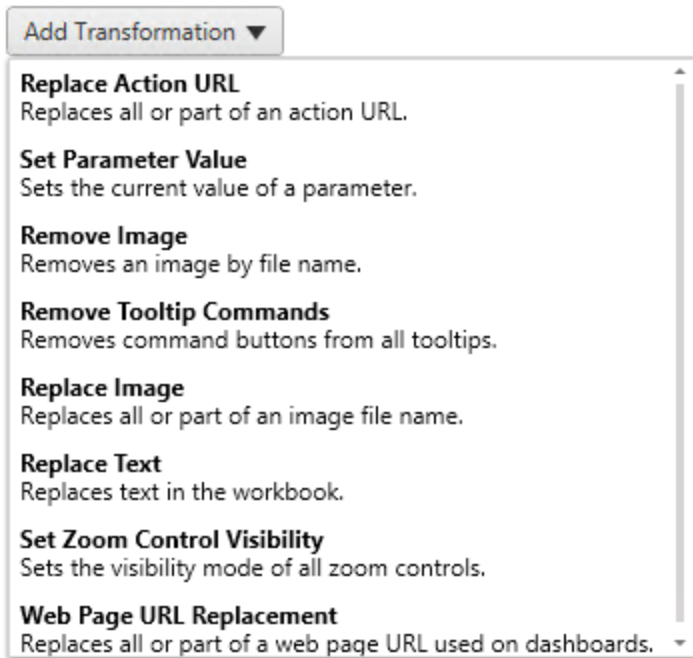 Add Transformation ▼
Replace Action URL
Replaces all or part of an action URL.
Set Parameter Value
Sets the current value of a parameter.
Remove Image
Removes an image by file name.
Remove Tooltip Commands
Removes command buttons from all tooltips.
Replace Image
Replaces all or part of an image file name.
Replace Text
Replaces text in the workbook.
Set Zoom Control Visibility
Sets the visibility mode of all zoom controls.
Web Page URL Replacement
Replaces all or part of a web page URL used on dashboards.